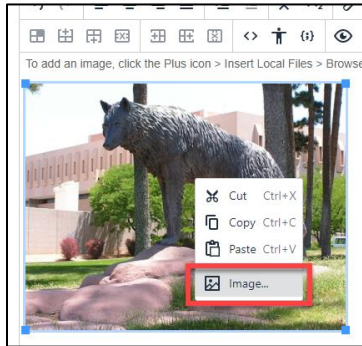 To add an image, click the Plus icon > Insert Local Files > Browse
Cut Ctrl+X
Copy Ctrl+C
Paste Ctrl+V
Image...